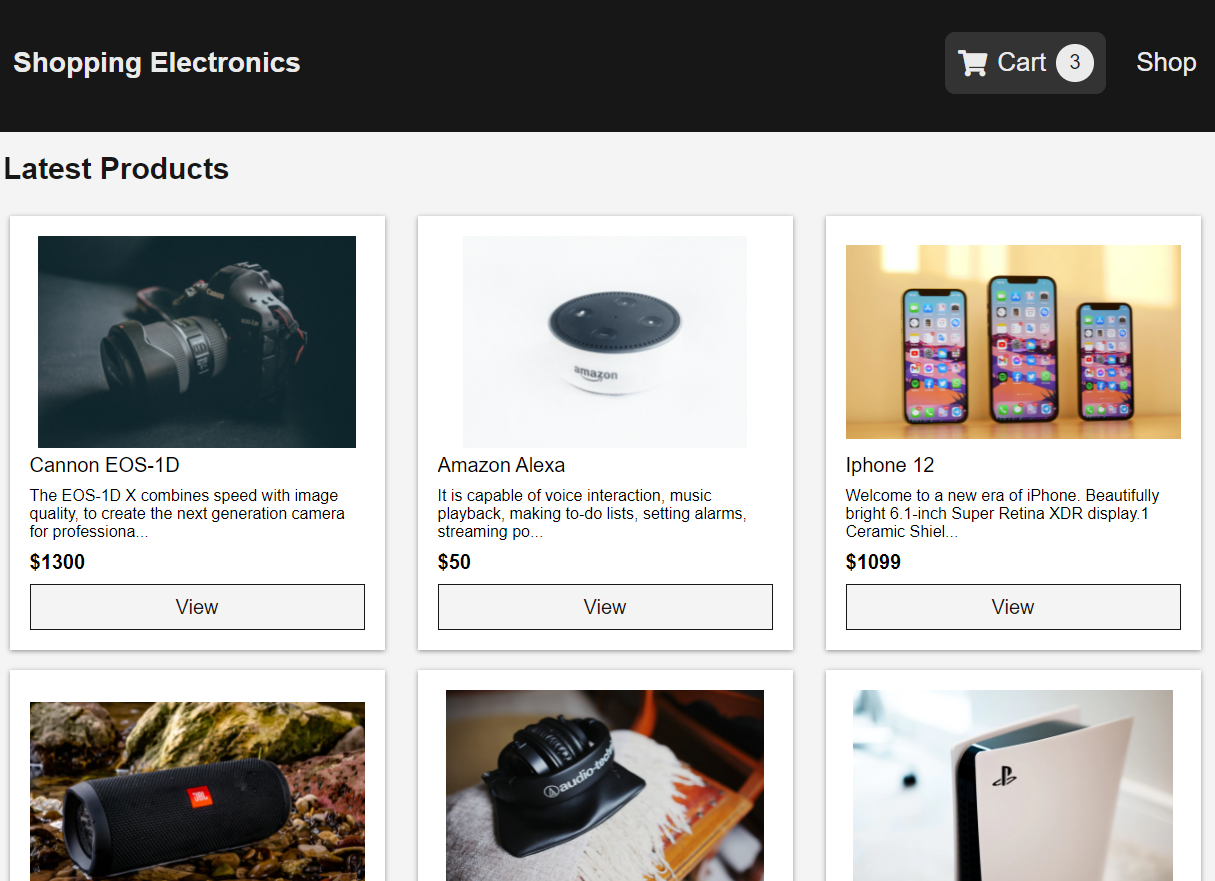 Shopping Electronics
Cart 3
Shop
Latest Products
amazon
Cannon EOS-1D
The EOS-1D X combines speed with image
quality, to create the next generation camera
for professiona...
$1300
View
Amazon Alexa
It is capable of voice interaction, music
playback, making to-do lists, setting alarms,
streaming po...
$50
View
Iphone 12
Welcome to a new era of iPhone. Beautifully
bright 6.1-inch Super Retina XDR display.1
Ceramic Shiel...
$1099
View
JBL
audio-tech